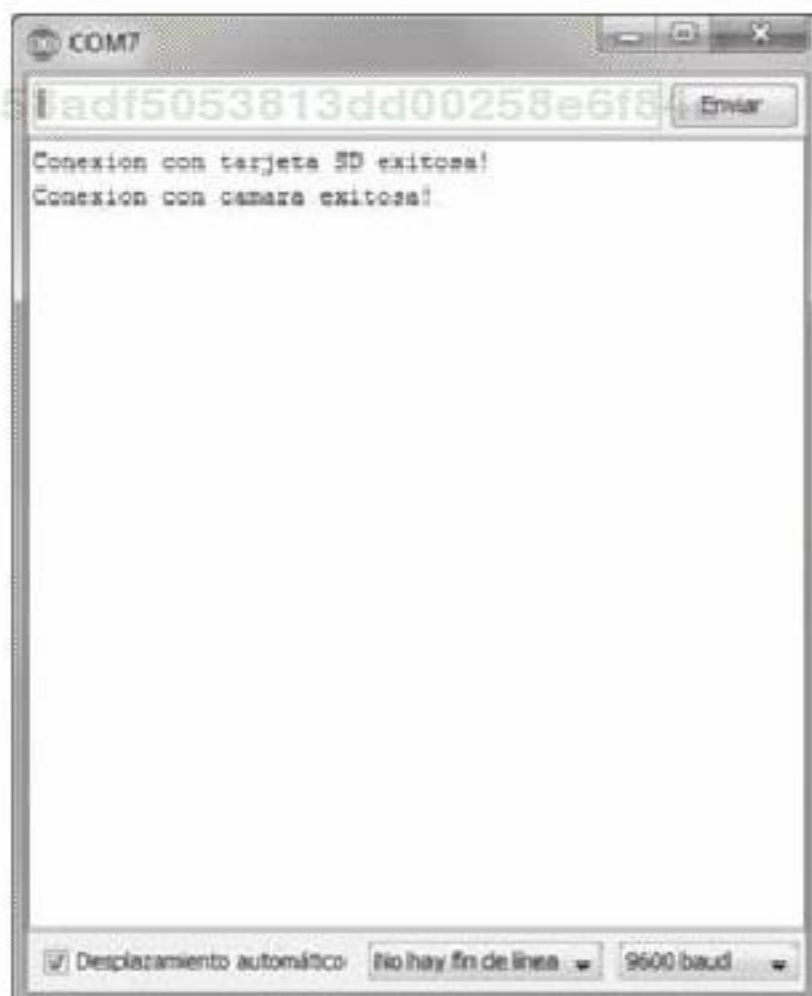 COM7
51adf5053813dd00258e6f84
Enviar
Conexion con tarjeta SD exitosa!
Conexion con camara exitosa!
Desplazamiento automático
No hay fin de línea
9600 baud